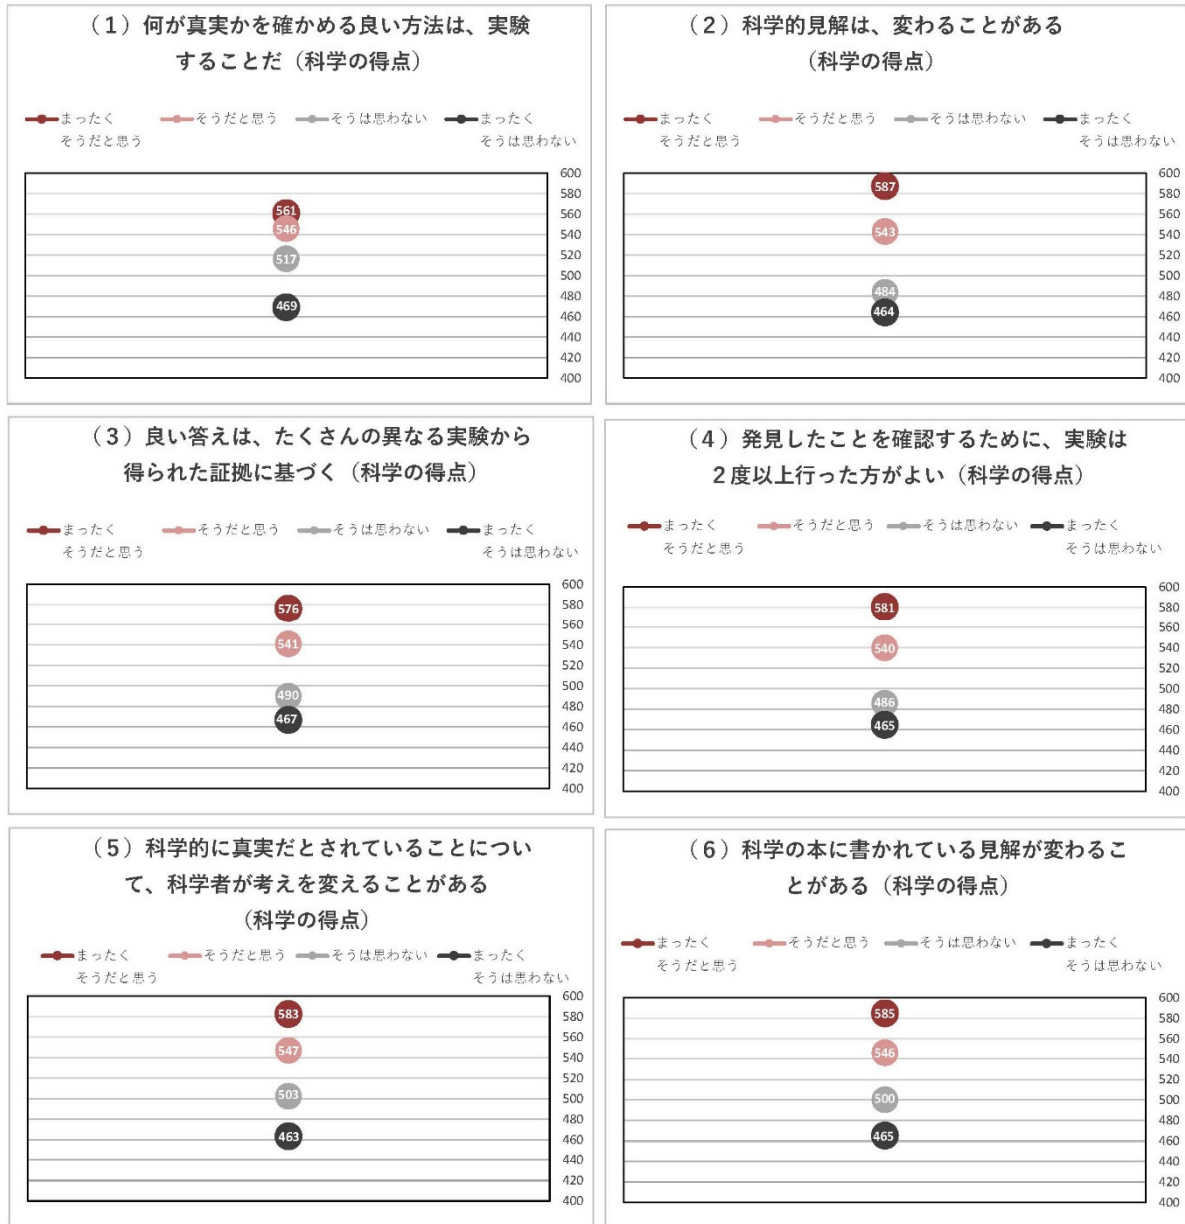 （１）何が真実かを確かめる良い方法は、実験
することだ（科学の得点）
まったく
そうだと思う
そうだと思う
そうは思わない
まったく
そうは思わない
600
580
560
540
520
500
480
460
440
420
400
561
546
517
469
（２）科学的見解は、変わることがある
（科学の得点）
まったく
そうだと思う
そうだと思う
そうは思わない
まったく
そうは思わない
600
580
560
540
520
500
480
460
440
420
400
587
543
484
464
（３）良い答えは、たくさんの異なる実験から
得られた証拠に基づく（科学の得点）
まったく
そうだと思う
そうだと思う
そうは思わない
まったく
そうは思わない
600
580
560
540
520
500
480
460
440
420
400
576
541
490
467
（４）発見したことを確認するために、実験は
２度以上行った方がよい（科学の得点）
まったく
そうだと思う
そうだと思う
そうは思わない
まったく
そうは思わない
600
580
560
540
520
500
480
460
440
420
400
581
540
486
465
（５）科学的に真実だとされていることについ
て、科学者が考えを変えることがある
（科学の得点）
まったく
そうだと思う
そうだと思う
そうは思わない
まったく
そうは思わない
600
580
560
540
520
500
480
460
440
420
400
583
547
503
463
（６）科学の本に書かれている見解が変わるこ
とがある（科学の得点）
まったく
そうだと思う
そうだと思う
そうは思わない
まったく
そうは思わない
600
580
560
540
520
500
480
460
440
420
400
585
546
500
465